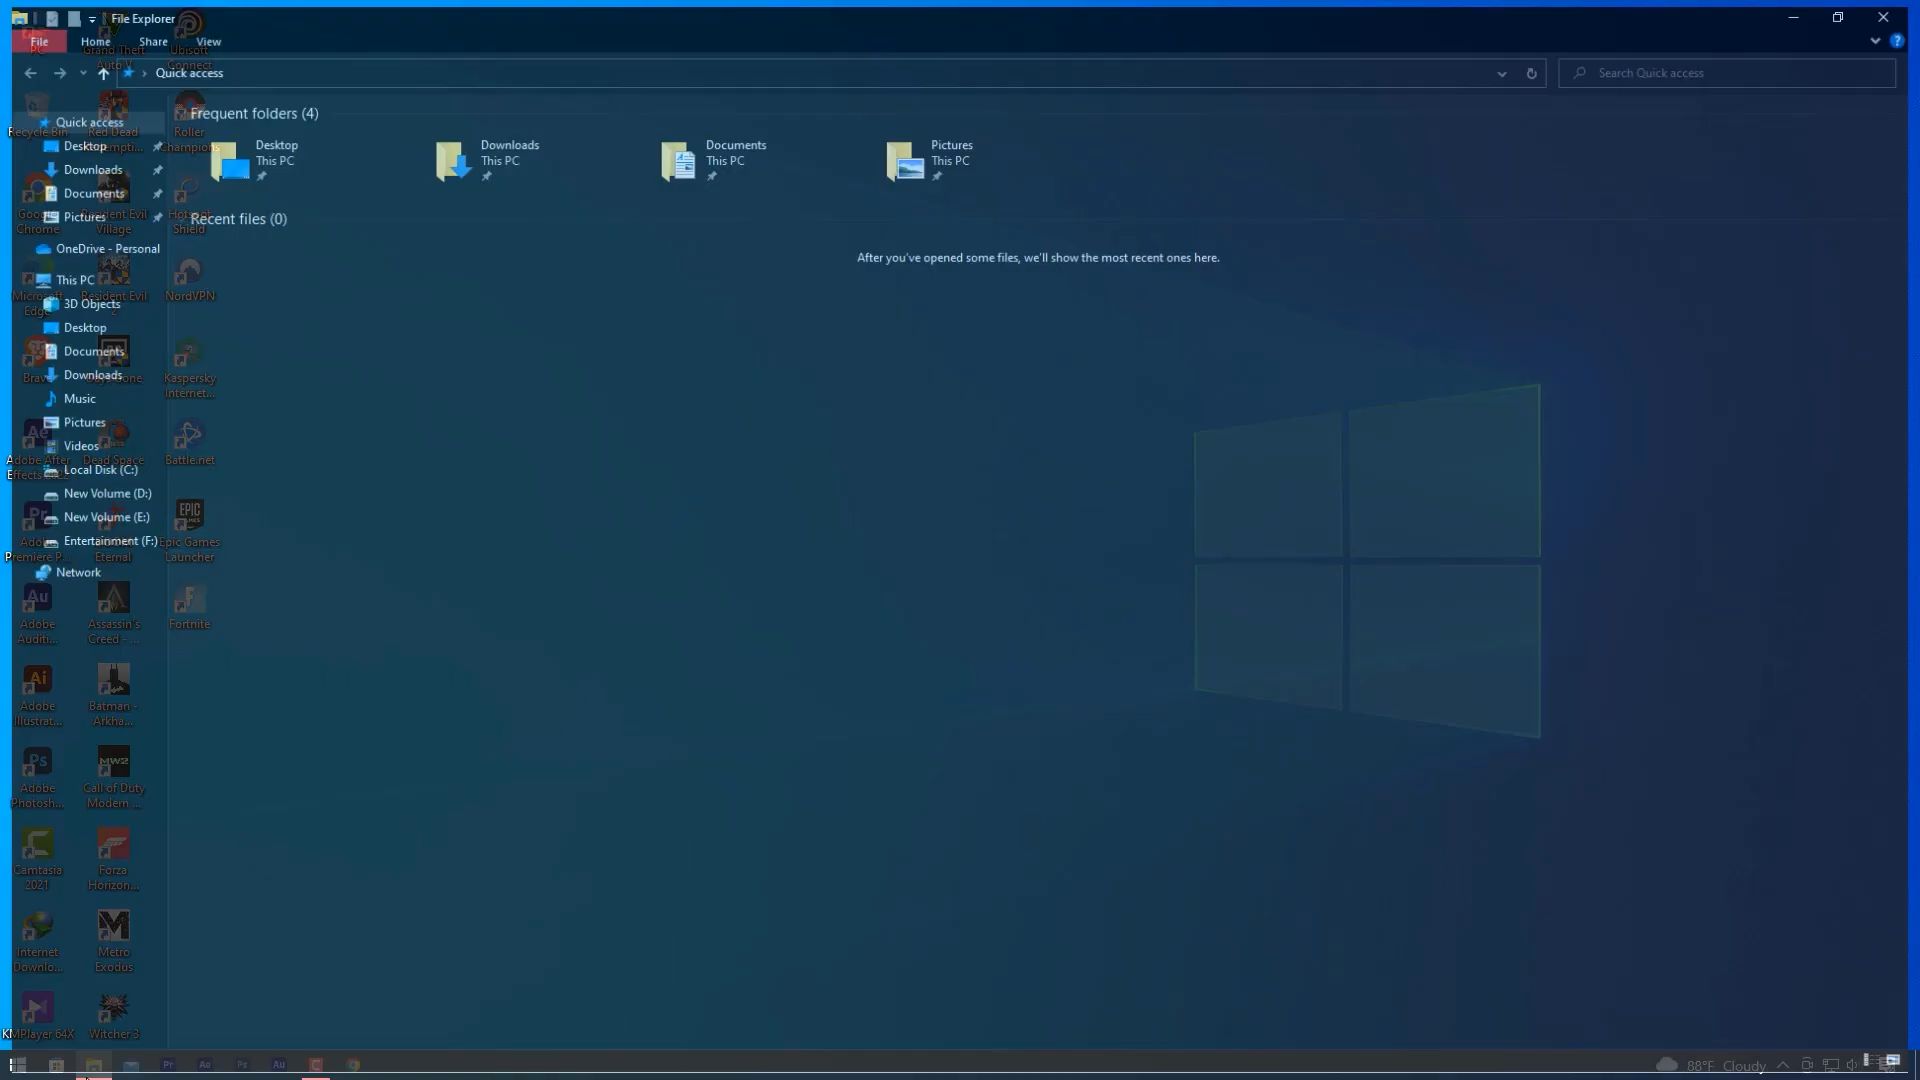 File Explorer
File
Home
Share
View
Quick access
Search Quick access
Quick access
Desktop
Downloads
Documents
Pictures
OneDrive - Personal
This PC
3D Objects
Desktop
Documents
Downloads
Music
Pictures
Videos
Local Disk (C:)
New Volume (D:)
New Volume (E:)
Entertainment (F:)
Network
Frequent folders (4)
Desktop
This PC
Downloads
This PC
Documents
This PC
Pictures
This PC
Recent files (0)
After you've opened some files, we'll show the most recent ones here.
Grand Theft
Auto V
Ubisoft
Connect
Recycle Bin
Red Dead
Roller
Champions
Google
Chrome
Resident Evil
Village
Shield
Microsoft
Edge
Resident Evil
2
NordVPN
Kaspersky
Internet...
Adobe After
Effects
Dead Space
Battle.net
Premiere P...
Eternal
Epic Games
Launcher
Adobe
Auditi...
Assassin's
Creed - ...
Fortnite
Adobe
Illustrat...
Batman -
Arkha...
Adobe
Photosh...
Call of Duty
Modern ...
Camtasia
2021
Forza
Horizon...
Internet
Downlo...
Metro
Exodus
KMPlayer 64X
Witcher 3
88°F Cloudy